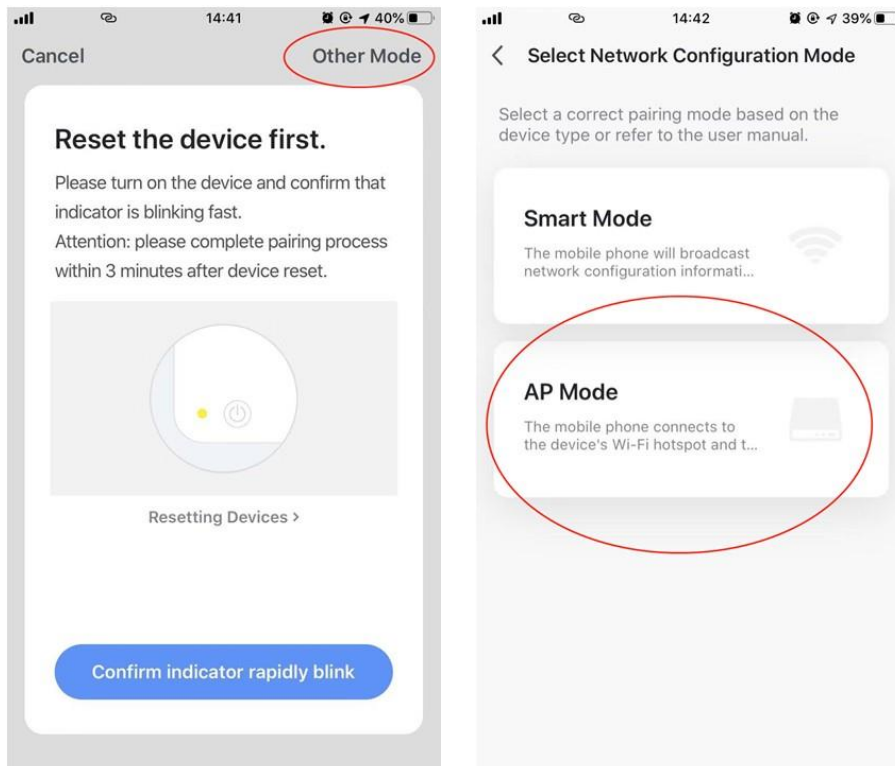 14:41
40%
Cancel
Other Mode
Reset the device first.
Please turn on the device and confirm that
indicator is blinking fast.
Attention: please complete pairing process
within 3 minutes after device reset.
Resetting Devices >
Confirm indicator rapidly blink
14:42
39%
Select Network Configuration Mode
Select a correct pairing mode based on the
device type or refer to the user manual.
Smart Mode
The mobile phone will broadcast
network configuration informati...
AP Mode
The mobile phone connects to
the device's Wi-Fi hotspot and t...